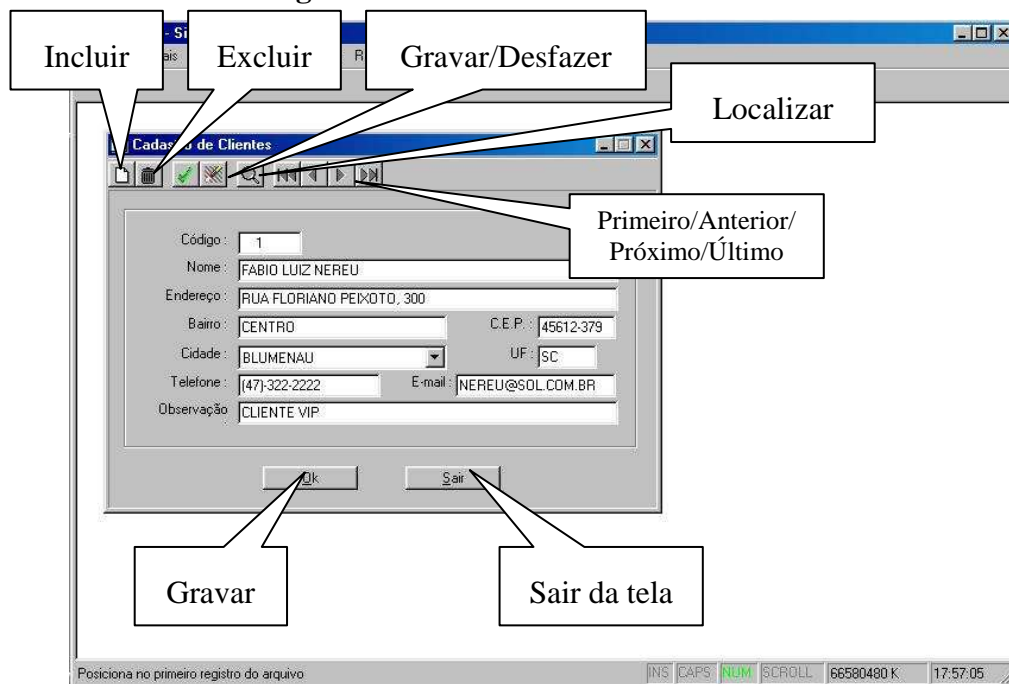 - Si
Incluir
Excluir
Gravar/Desfazer
ais
R
Localizar
Cadastro de Clientes
Primeiro/Anterior/
Próximo/Último
Código : 1
Nome : FABIO LUIZ NEREU
Endereço : RUA FLORIANO PEIXOTO, 300
Bairro : CENTRO C.E.P. : 45612-379
Cidade : BLUMENAU UF : SC
Telefone : (47)-322-2222 E-mail : NEREU@SOL.COM.BR
Observação : CLIENTE VIP
Ok Sair
Gravar
Sair da tela
Posiciona no primeiro registro do arquivo INS CAPS NUM SCROLL 66580480 K 17:57:05